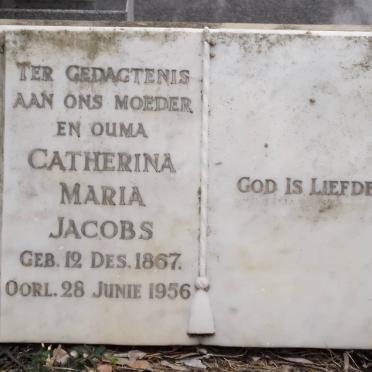 TER GEDAGTENIS
AAN ONS MOEDER
EN OUMA
CATHERINA
MARIA
JACOBS
GEB. 12 DES. 1867.
OORL. 28 JUNIE 1956
GOD IS LIEFDE